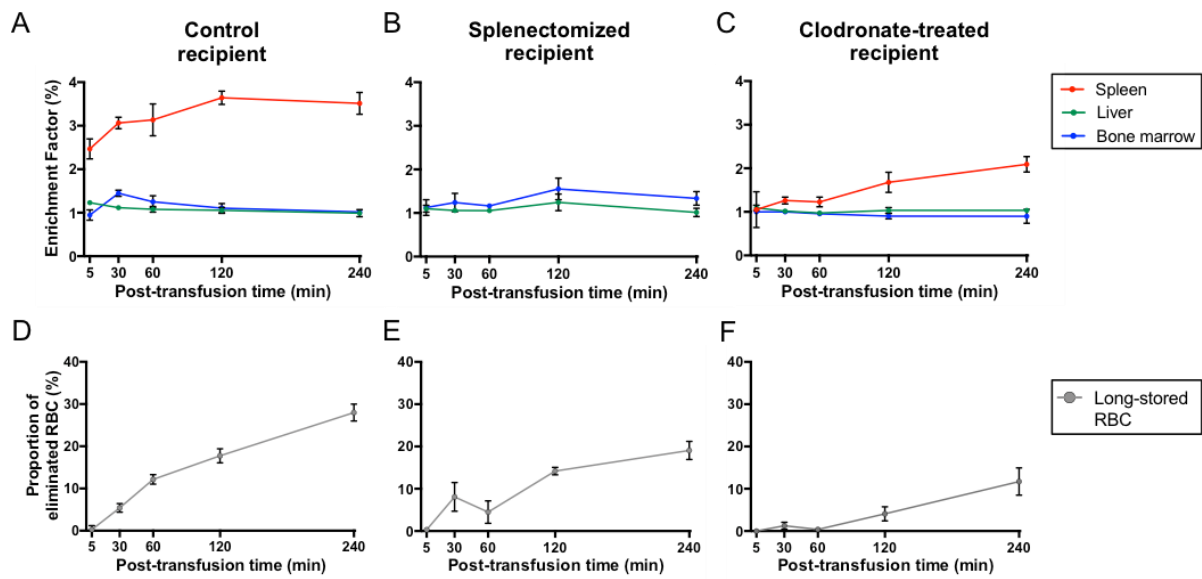 A
Control
recipient
B
Splenectomized
recipient
C
Clodronate-treated
recipient
Enrichment Factor (%)
4
3
2
1
0
5 30 60 120 240
Post-transfusion time (min)
4
3
2
1
0
5 30 60 120 240
Post-transfusion time (min)
4
3
2
1
0
5 30 60 120 240
Post-transfusion time (min)
Spleen
Liver
Bone marrow
D
Proportion of
eliminated RBC (%)
40
30
20
10
0
5 30 60 120 240
Post-transfusion time (min)
E
40
30
20
10
0
5 30 60 120 240
Post-transfusion time (min)
F
40
30
20
10
0
5 30 60 120 240
Post-transfusion time (min)
Long-stored
RBC